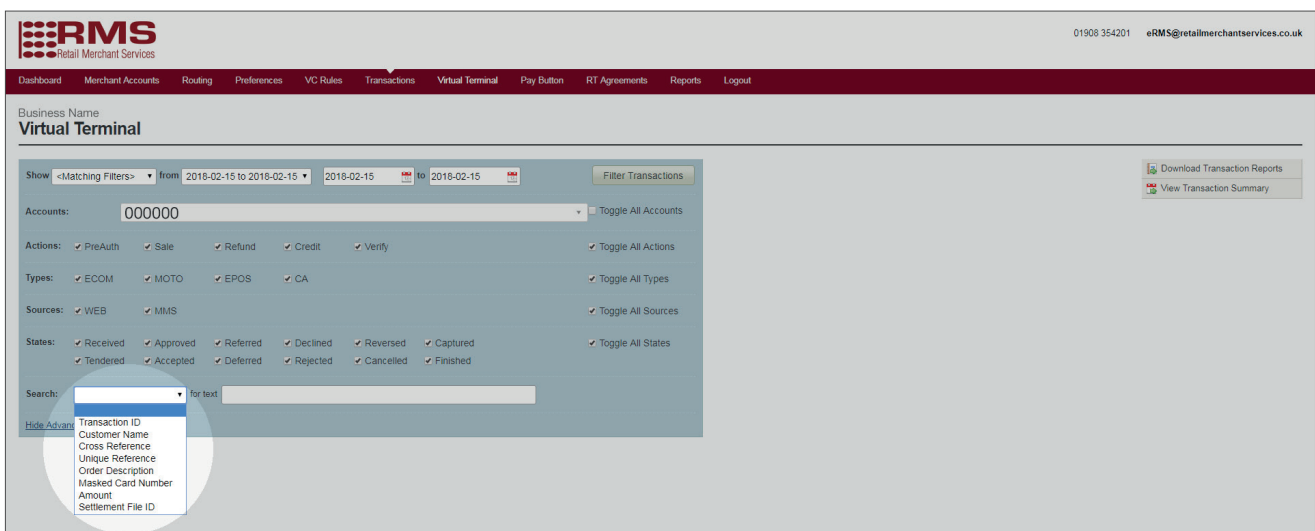 RMS
Retail Merchant Services
01908 354201 eRMS@retailmerchantservices.co.uk
Dashboard Merchant Accounts Routing Preferences VC Rules Transactions Virtual Terminal Pay Button RT Agreements Reports Logout
Business Name
Virtual Terminal
Show <Matching Filters> from 2018-02-15 to 2018-02-15 2018-02-15 to 2018-02-15 Filter Transactions
Download Transaction Reports
View Transaction Summary
Accounts: 000000 Toggle All Accounts
Actions: PreAuth Sale Refund Credit Verify Toggle All Actions
Types: ECOM MOTO EPOS CA Toggle All Types
Sources: WEB MMS Toggle All Sources
States: Received Approved Referred Declined Reversed Captured Toggle All States
Tendered Accepted Deferred Rejected Cancelled Finished
Search: for text
Hide Advan
Transaction ID
Customer Name
Cross Reference
Unique Reference
Order Description
Masked Card Number
Amount
Settlement File ID